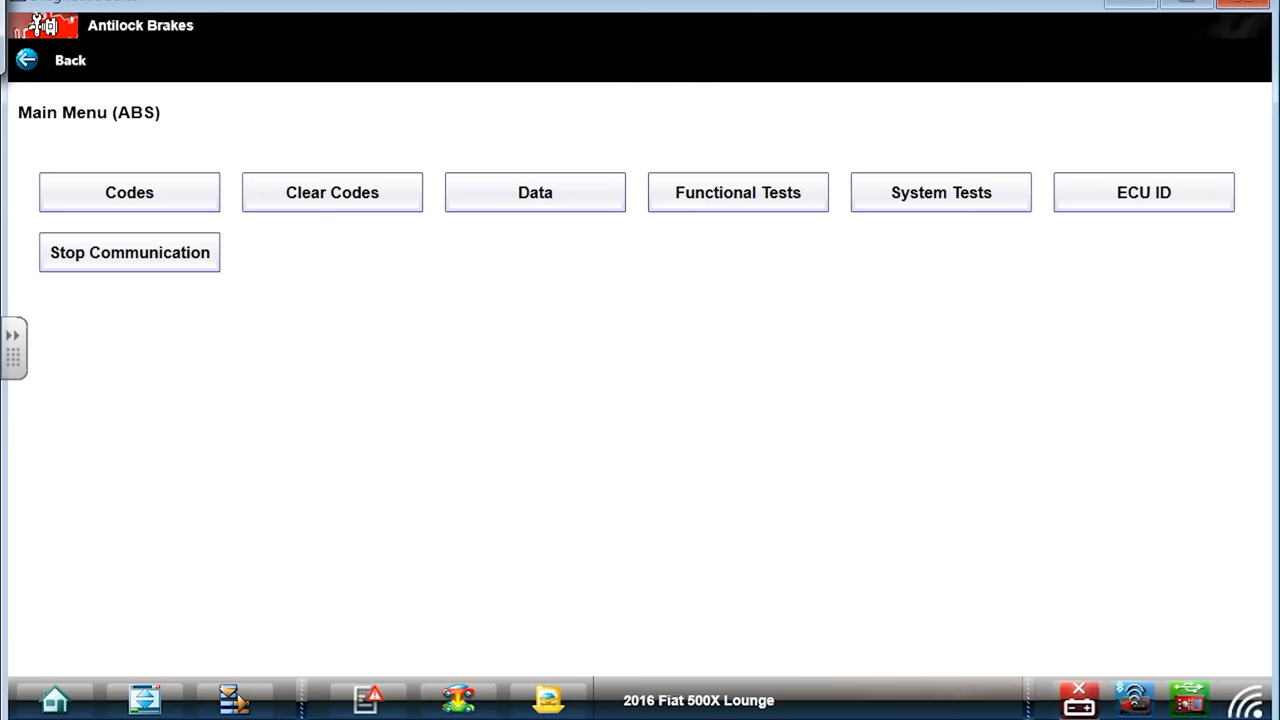 Antilock Brakes
Back
Main Menu (ABS)
Codes
Clear Codes
Data
Functional Tests
System Tests
ECU ID
Stop Communication
2016 Fiat 500X Lounge